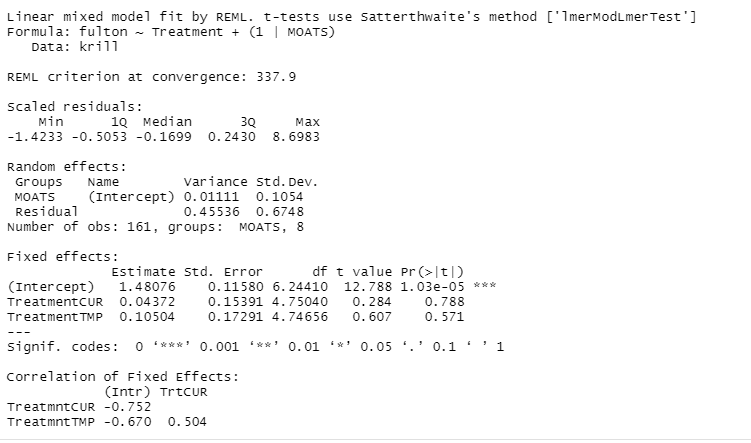 Linear mixed model fit by REML. t-tests use Satterthwaite's method ['lmerModLmerTest']
Formula: fulton ~ Treatment + (1 | MOATS)
   Data: krill

REML criterion at convergence: 337.9

Scaled residuals:
    Min      1Q  Median      3Q     Max
-1.4233 -0.5053 -0.1699  0.2430  8.6983

Random effects:
 Groups   Name        Variance Std.Dev.
 MOATS    (Intercept) 0.01111  0.1054
 Residual             0.45536  0.6748
Number of obs: 161, groups:  MOATS, 8

Fixed effects:
             Estimate Std. Error      df t value Pr(>|t|)
(Intercept)   1.48076    0.11580 6.24410  12.788 1.03e-05 ***
TreatmentCUR  0.04372    0.15391 4.75040   0.284    0.788
TreatmentTMP  0.10504    0.17291 4.74656   0.607    0.571
---
Signif. codes:  0 ‘***’ 0.001 ‘**’ 0.01 ‘*’ 0.05 ‘.’ 0.1 ‘ ’ 1

Correlation of Fixed Effects:
            (Intr) TrtCUR
TreatmntCUR -0.752
TreatmntTMP -0.670  0.504